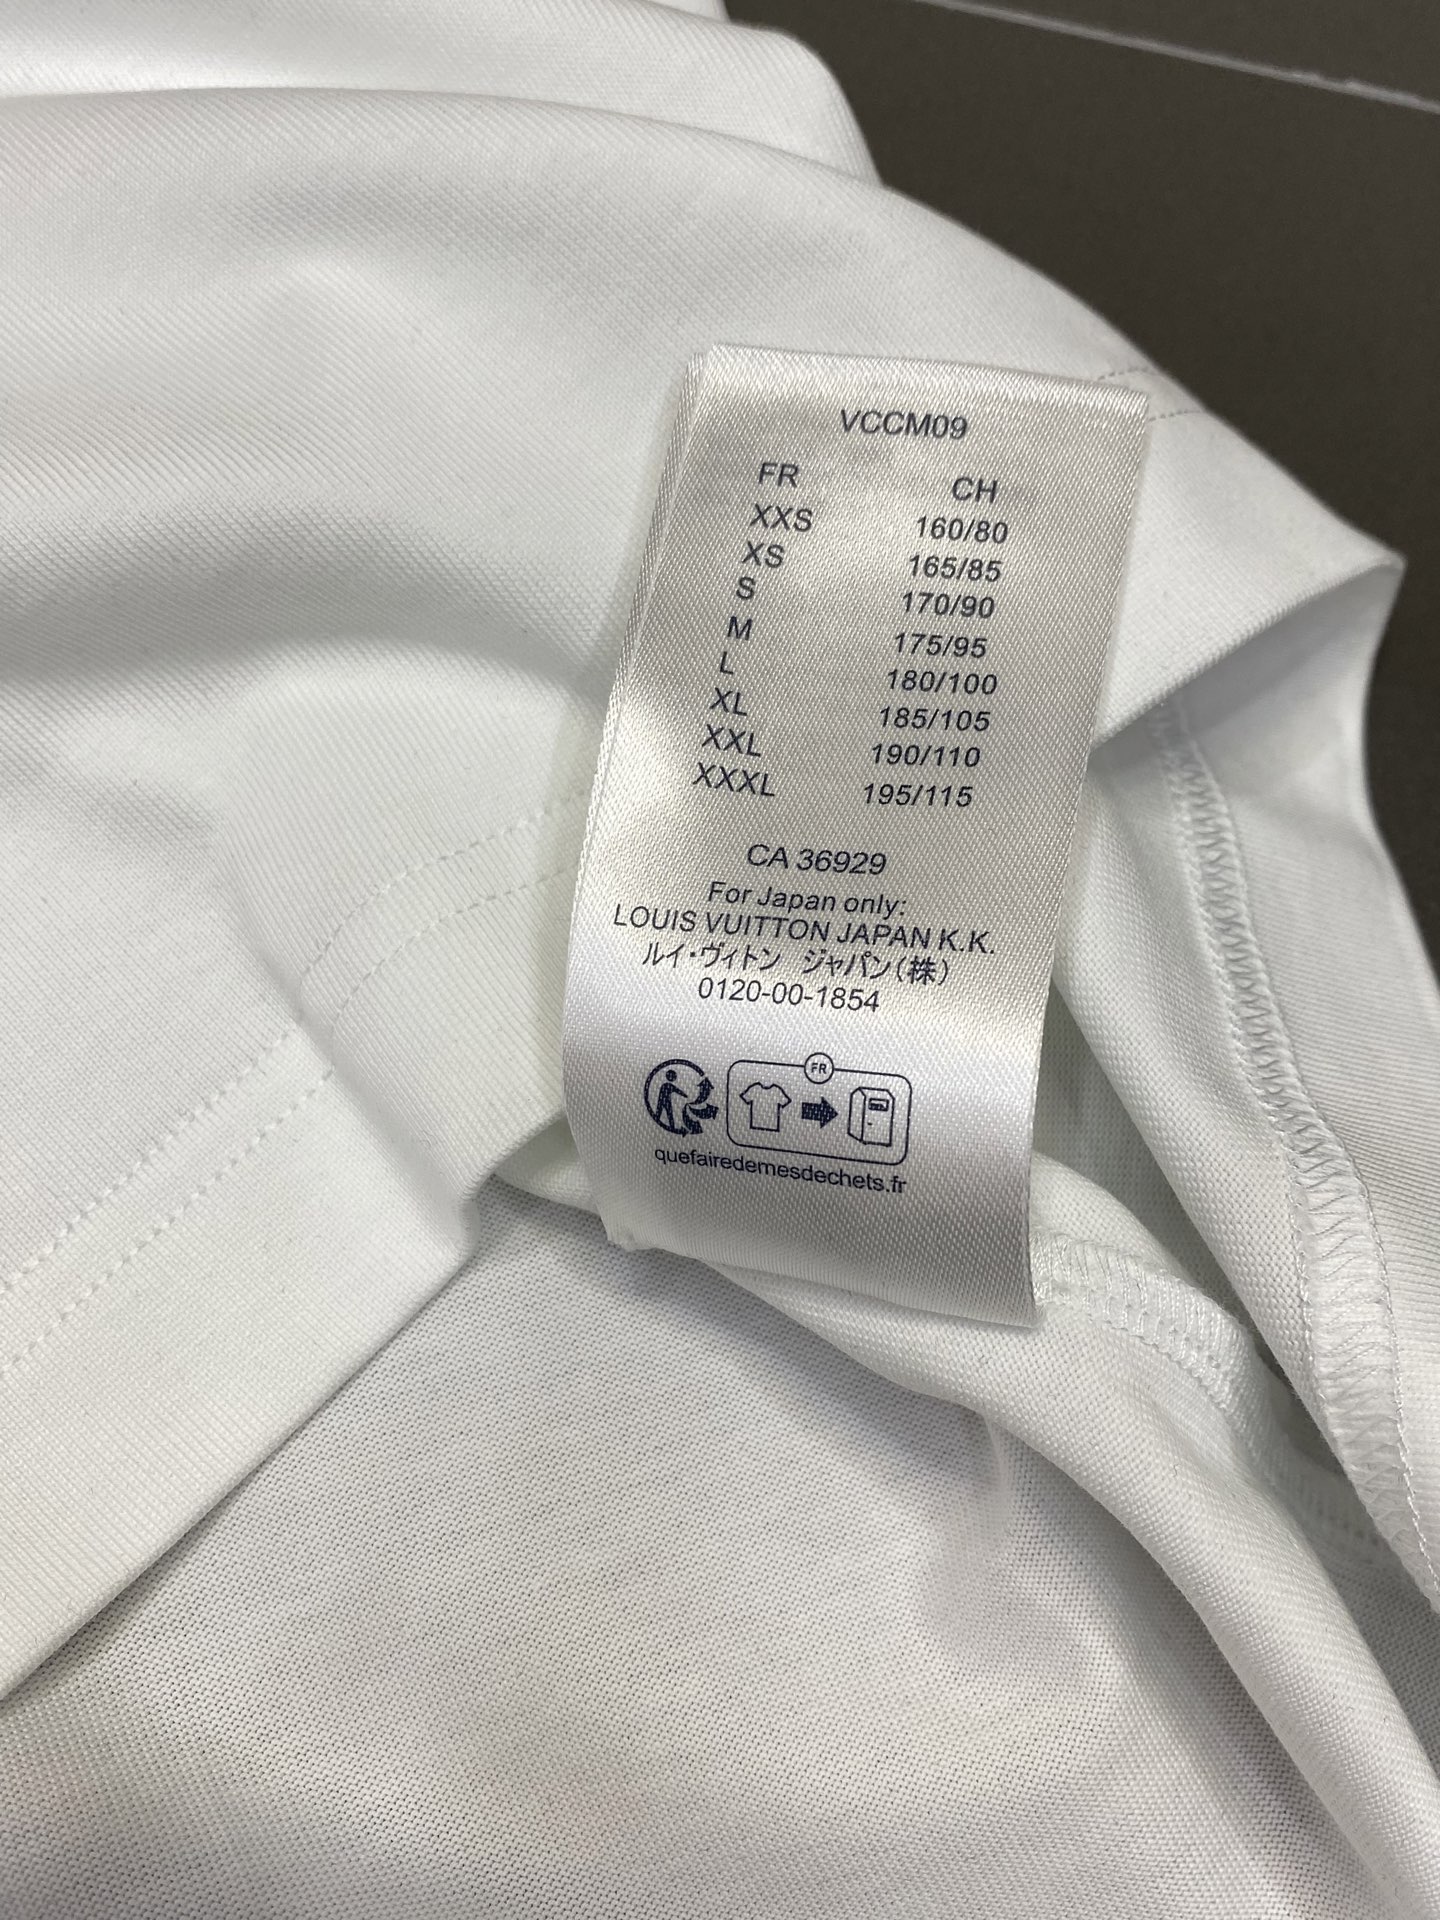 VCCM09
FR CH
XXS 160/80
XS 165/85
S 170/90
M 175/95
L 180/100
XL 185/105
XXL 190/110
XXXL 195/115
CA 36929
For Japan only:
LOUIS VUITTON JAPAN K.K.
ルイ・ヴィトン ジャパン(株)
0120-00-1854
FR
quefairedemesdechets.fr